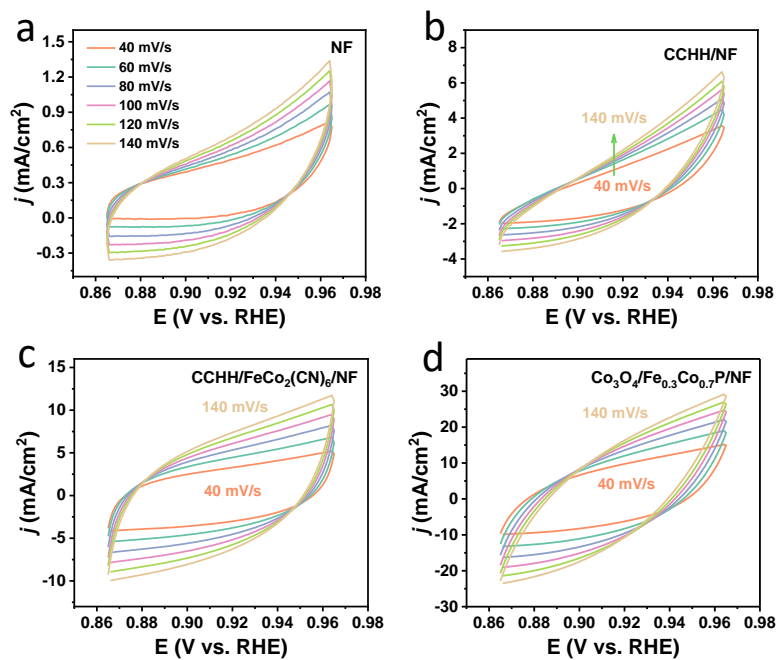 a
NF
40 mV/s
60 mV/s
80 mV/s
100 mV/s
120 mV/s
140 mV/s
1.5
1.2
0.9
0.6
0.3
0.0
-0.3
j (mA/cm²)
0.86 0.88 0.90 0.92 0.94 0.96 0.98
E (V vs. RHE)
b
CCHH/NF
140 mV/s
40 mV/s
8
6
4
2
0
-2
-4
j (mA/cm²)
0.86 0.88 0.90 0.92 0.94 0.96 0.98
E (V vs. RHE)
c
CCHH/FeCo₂(CN)₆/NF
140 mV/s
40 mV/s
15
10
5
0
-5
-10
j (mA/cm²)
0.86 0.88 0.90 0.92 0.94 0.96 0.98
E (V vs. RHE)
d
Co₃O₄/Fe₀.₃Co₀.₇P/NF
140 mV/s
40 mV/s
30
20
10
0
-10
-20
-30
j (mA/cm²)
0.86 0.88 0.90 0.92 0.94 0.96 0.98
E (V vs. RHE)